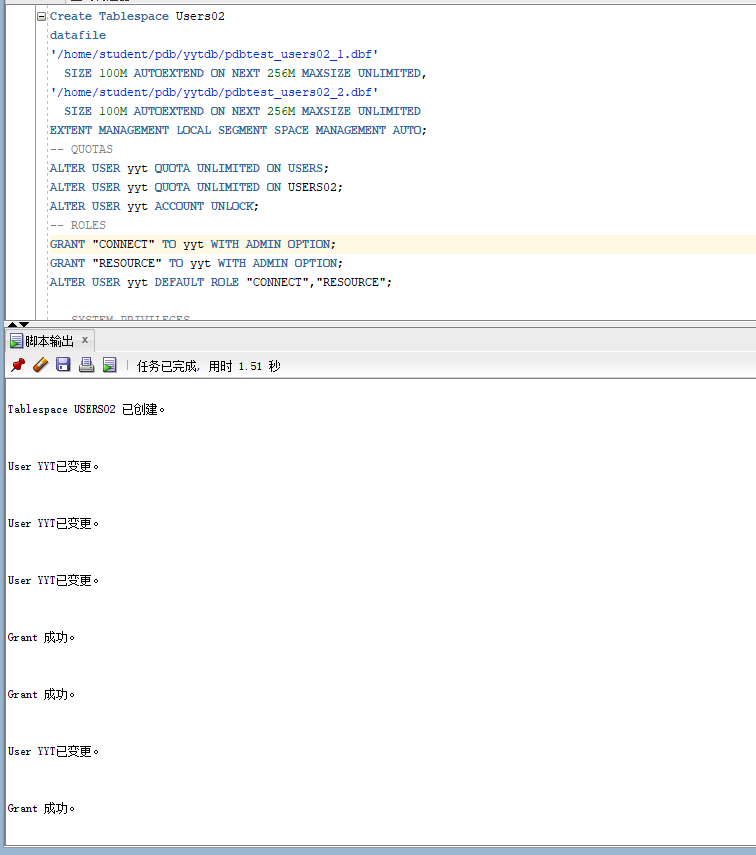 Create Tablespace Users02
datafile
'/home/student/pdb/yytdb/pdbtest_users02_1.dbf'
SIZE 100M AUTOEXTEND ON NEXT 256M MAXSIZE UNLIMITED,
'/home/student/pdb/yytdb/pdbtest_users02_2.dbf'
SIZE 100M AUTOEXTEND ON NEXT 256M MAXSIZE UNLIMITED
EXTENT MANAGEMENT LOCAL SEGMENT SPACE MANAGEMENT AUTO;
-- QUOTAS
ALTER USER yyt QUOTA UNLIMITED ON USERS;
ALTER USER yyt QUOTA UNLIMITED ON USERS02;
ALTER USER yyt ACCOUNT UNLOCK;
-- ROLES
GRANT "CONNECT" TO yyt WITH ADMIN OPTION;
GRANT "RESOURCE" TO yyt WITH ADMIN OPTION;
ALTER USER yyt DEFAULT ROLE "CONNECT","RESOURCE";
SYSTEM PRIVILEGES
脚本输出 x
任务已完成, 用时 1.51 秒
Tablespace USERS02 已创建。
User YYT已变更。
User YYT已变更。
User YYT已变更。
Grant 成功。
Grant 成功。
User YYT已变更。
Grant 成功。